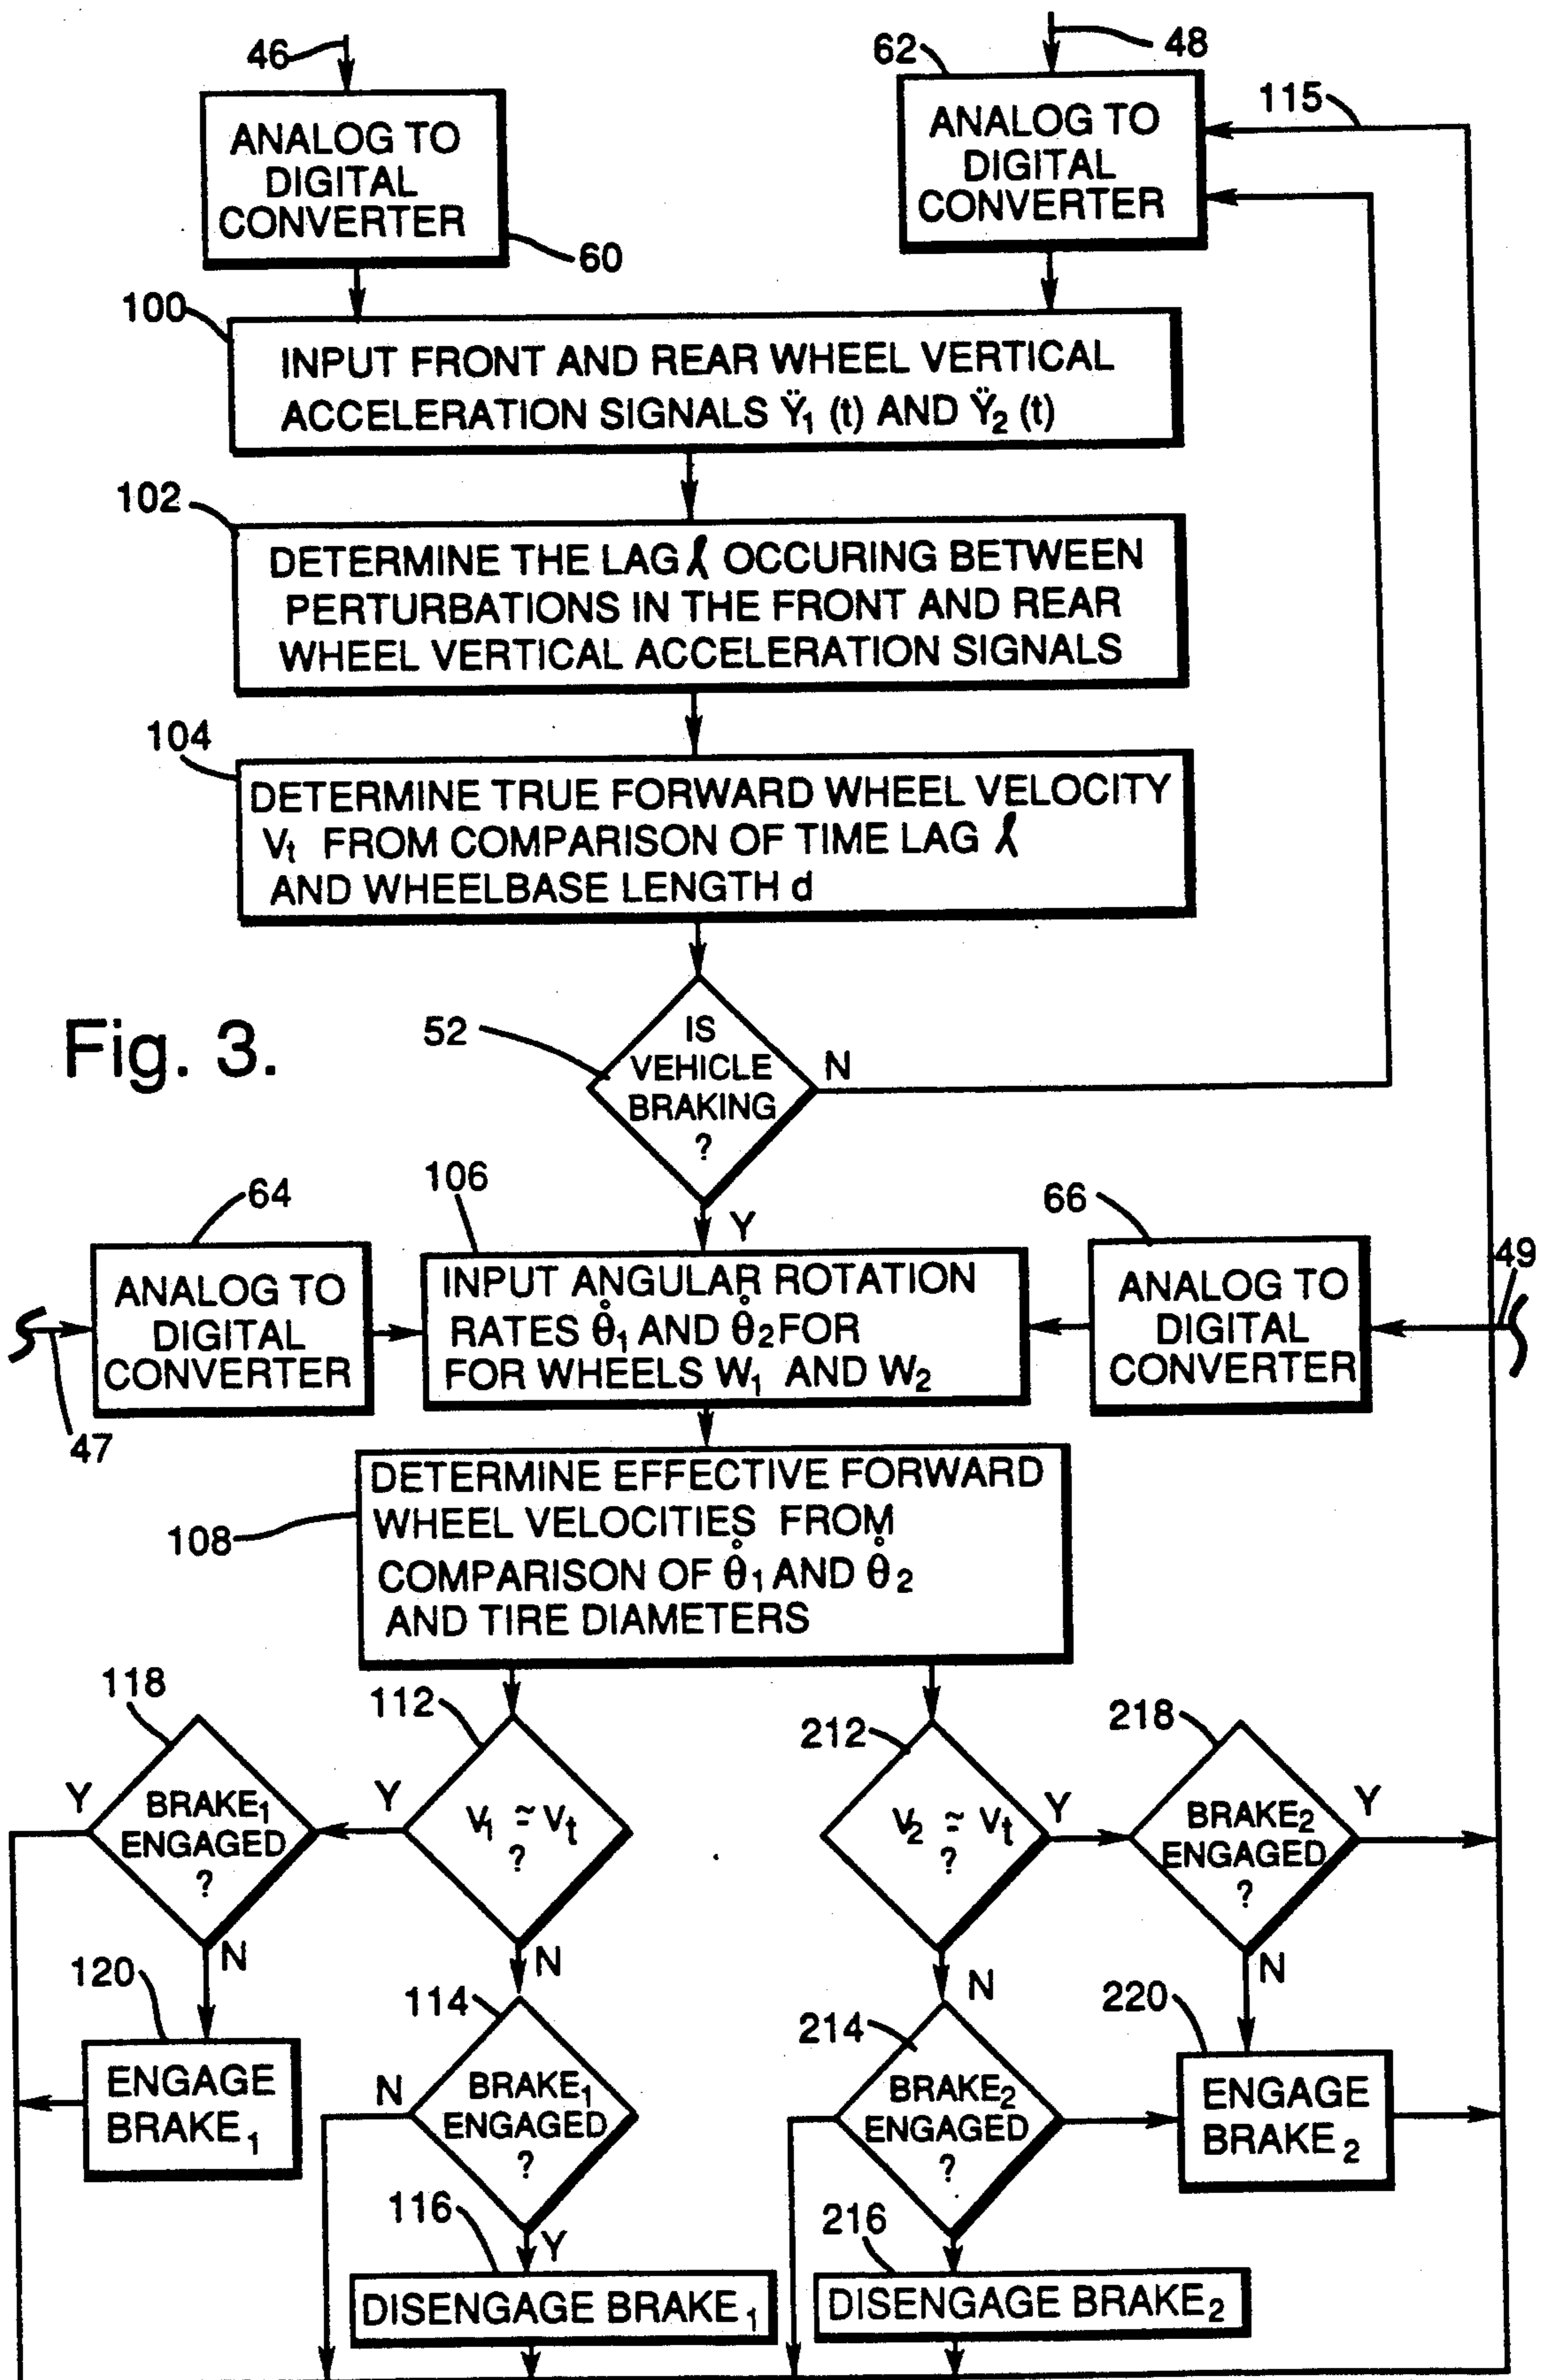 46
62
48
115
ANALOG TO
DIGITAL
CONVERTER
60
ANALOG TO
DIGITAL
CONVERTER
100
INPUT FRONT AND REAR WHEEL VERTICAL
ACCELERATION SIGNALS Ÿ₁ (t) AND Ÿ₂ (t)
102
DETERMINE THE LAG ℓ OCCURING BETWEEN
PERTURBATIONS IN THE FRONT AND REAR
WHEEL VERTICAL ACCELERATION SIGNALS
104
DETERMINE TRUE FORWARD WHEEL VELOCITY
Vt FROM COMPARISON OF TIME LAG ℓ
AND WHEELBASE LENGTH d
Fig. 3.
52
IS
VEHICLE
BRAKING
?
N
Y
64
106
66
49
ANALOG TO
DIGITAL
CONVERTER
47
INPUT ANGULAR ROTATION
RATES θ̊₁ AND θ̊₂ FOR
FOR WHEELS W₁ AND W₂
ANALOG TO
DIGITAL
CONVERTER
108
DETERMINE EFFECTIVE FORWARD
WHEEL VELOCITIES FROM
COMPARISON OF θ̊₁ AND θ̊₂
AND TIRE DIAMETERS
118
112
212
218
Y
BRAKE₁
ENGAGED
?
N
Y
V₁ ≃ Vt
?
N
V₂ ≃ Vt
?
Y
N
BRAKE₂
ENGAGED
?
Y
N
120
ENGAGE
BRAKE₁
114
N
BRAKE₁
ENGAGED
?
Y
214
BRAKE₂
ENGAGED
?
220
ENGAGE
BRAKE₂
116
DISENGAGE BRAKE₁
216
DISENGAGE BRAKE₂